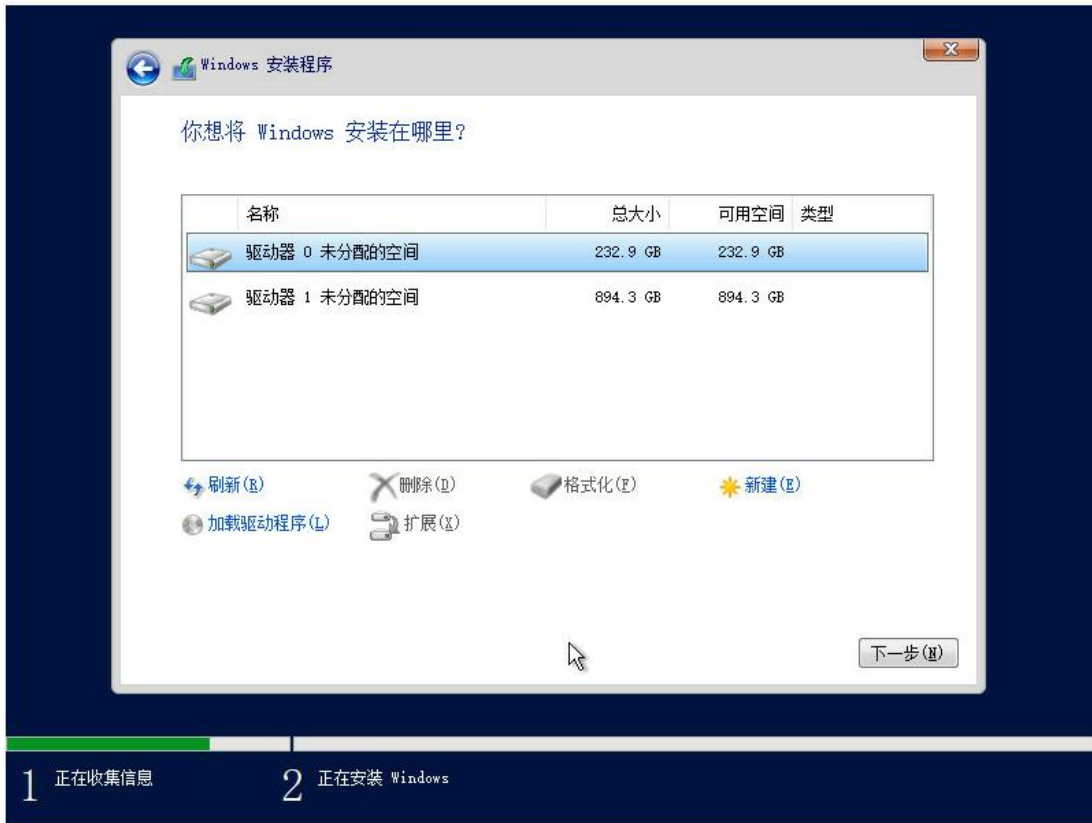 Windows 安装程序
你想将 Windows 安装在哪里?
名称 总大小 可用空间 类型
驱动器 0 未分配的空间 232.9 GB 232.9 GB
驱动器 1 未分配的空间 894.3 GB 894.3 GB
刷新(R) 删除(D) 格式化(F) 新建(E)
加载驱动程序(L) 扩展(X)
下一步(N)
1 正在收集信息 2 正在安装 Windows